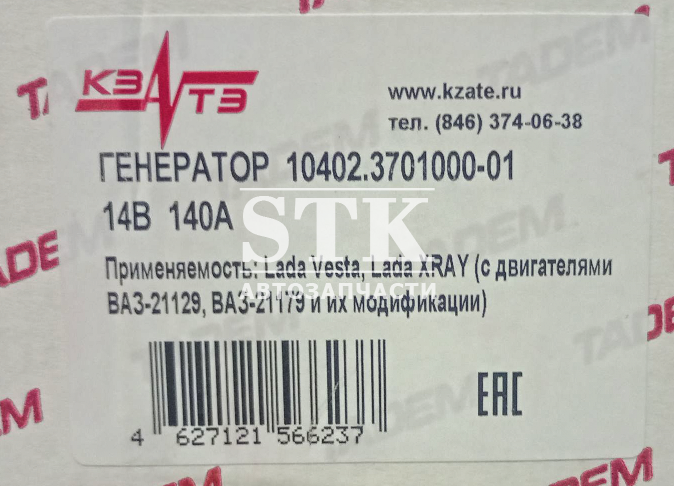 КЗАТЭ
www.kzate.ru
тел. (846) 374-06-38
ГЕНЕРАТОР 10402.3701000-01
14В 140А
STK
Применяемость: Lada Vesta, Lada XRAY (с двигателями
АВТОЗАПЧАСТИ
ВАЗ-21129, ВАЗ-21179 и их модификации)
EAC
4 627121 566237
TADEM
TADEM
TADEM
TADEM
TADEM